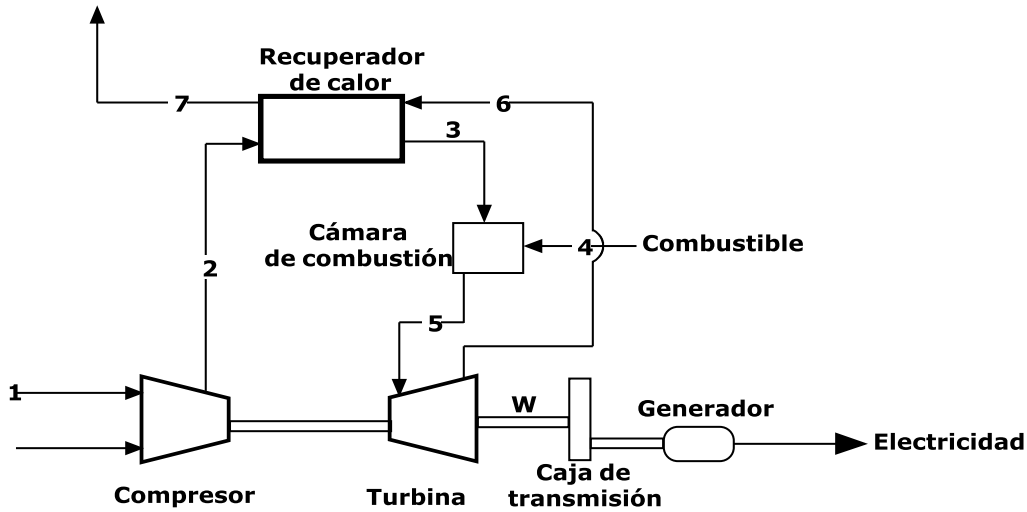 Recuperador
de calor
7
6
3
Cámara
de combustión
4
Combustible
2
5
1
W
Generador
Electricidad
Caja de
transmisión
Compresor
Turbina